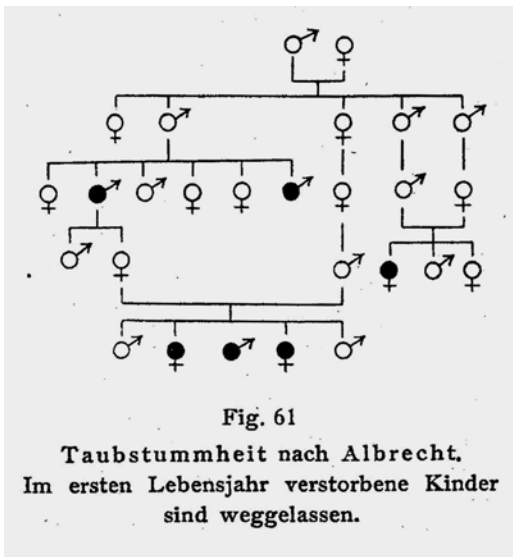 Fig. 61
Taubstummheit nach Albrecht.
Im ersten Lebensjahr verstorbene Kinder
sind weggelassen.